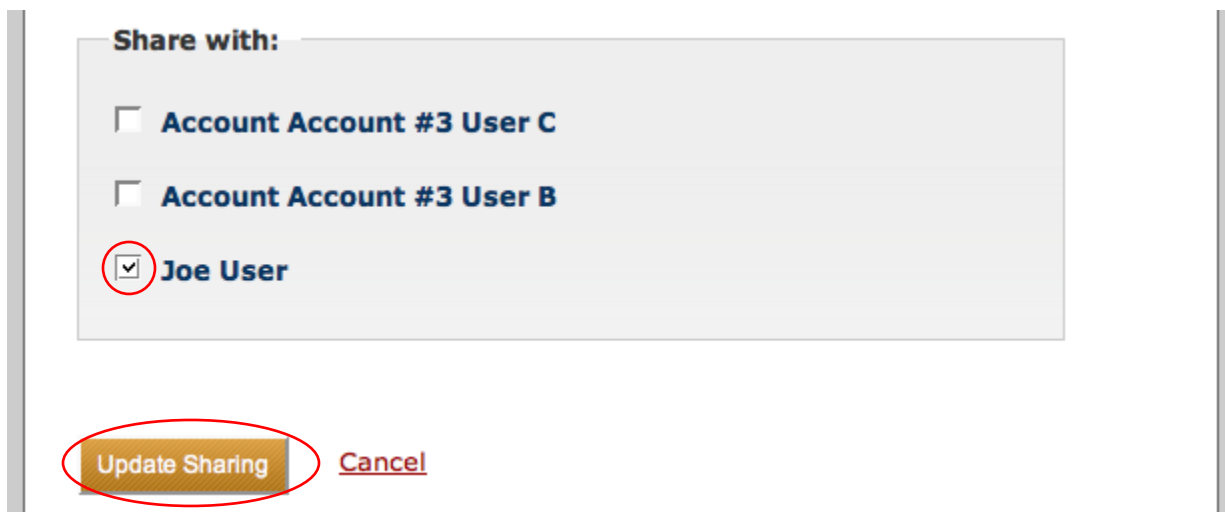 Share with:
Account Account #3 User C
Account Account #3 User B
Joe User
Update Sharing Cancel